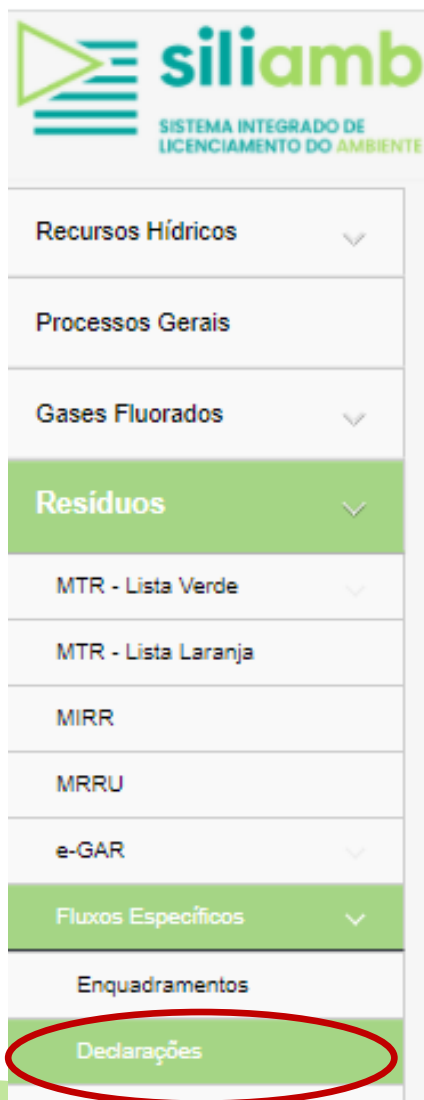 siliamb
SISTEMA INTEGRADO DE
LICENCIAMENTO DO AMBIENTE
Recursos Hídricos
Processos Gerais
Gases Fluorados
Resíduos
MTR - Lista Verde
MTR - Lista Laranja
MIRR
MRRU
e-GAR
Fluxos Específicos
Enquadramentos
Declarações